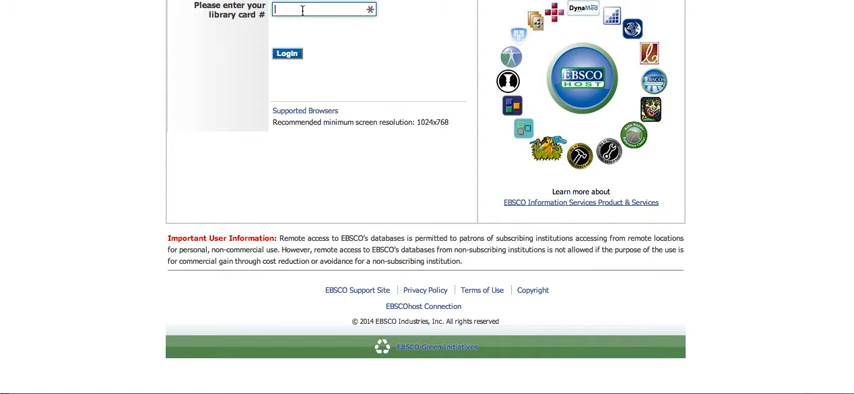 Please enter your
library card #
Login
Supported Browsers
Recommended minimum screen resolution: 1024x768
DynaMed
EBSCO
HOST
EBSCO
Learn more about
EBSCO Information Services Product & Services
Important User Information: Remote access to EBSCO's databases is permitted to patrons of subscribing institutions accessing from remote locations
for personal, non-commercial use. However, remote access to EBSCO's databases from non-subscribing institutions is not allowed if the purpose of the use is
for commercial gain through cost reduction or avoidance for a non-subscribing institution.
EBSCO Support Site | Privacy Policy | Terms of Use | Copyright
EBSCOhost Connection
© 2014 EBSCO Industries, Inc. All rights reserved
EBSCO Green Initiatives